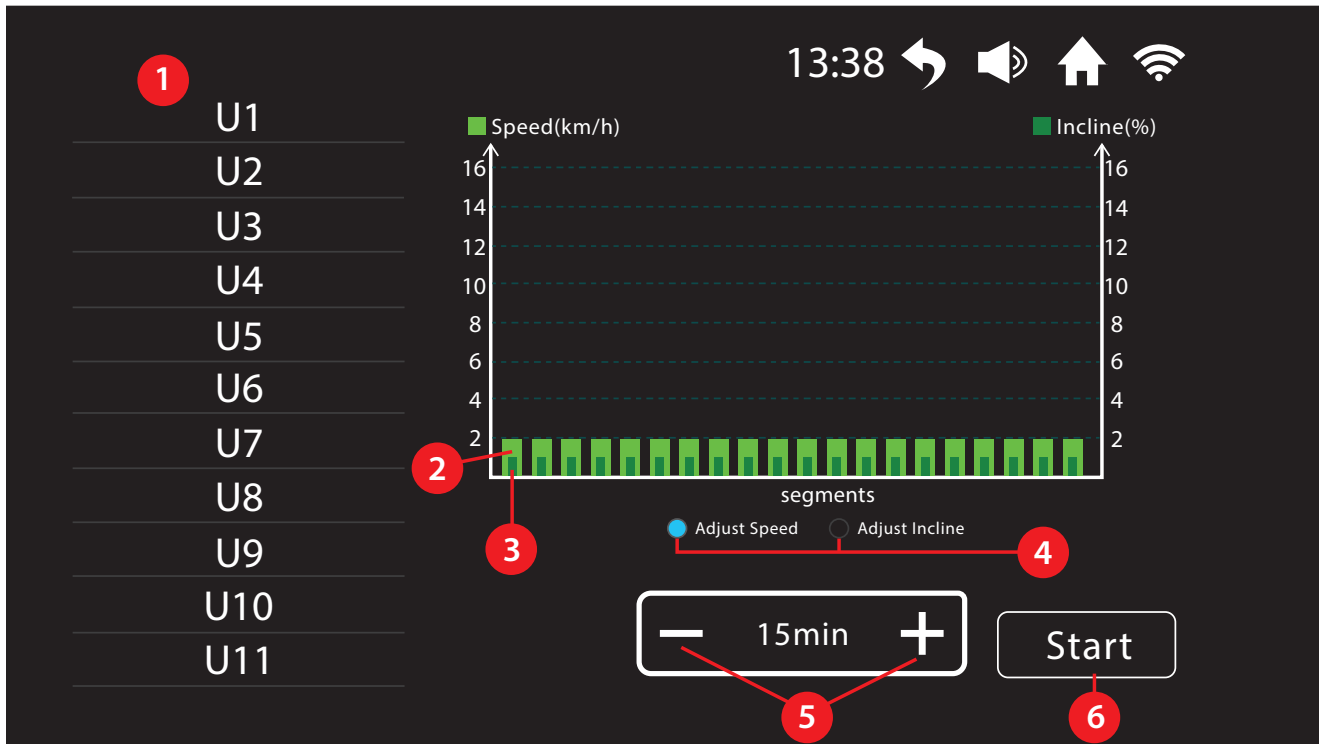 13:38
1
U1
U2
U3
U4
U5
U6
U7
U8
U9
U10
U11
Speed(km/h)
Incline(%)
16
14
12
10
8
6
4
2
16
14
12
10
8
6
4
2
2
3
segments
Adjust Speed
Adjust Incline
4
15min
Start
5
6